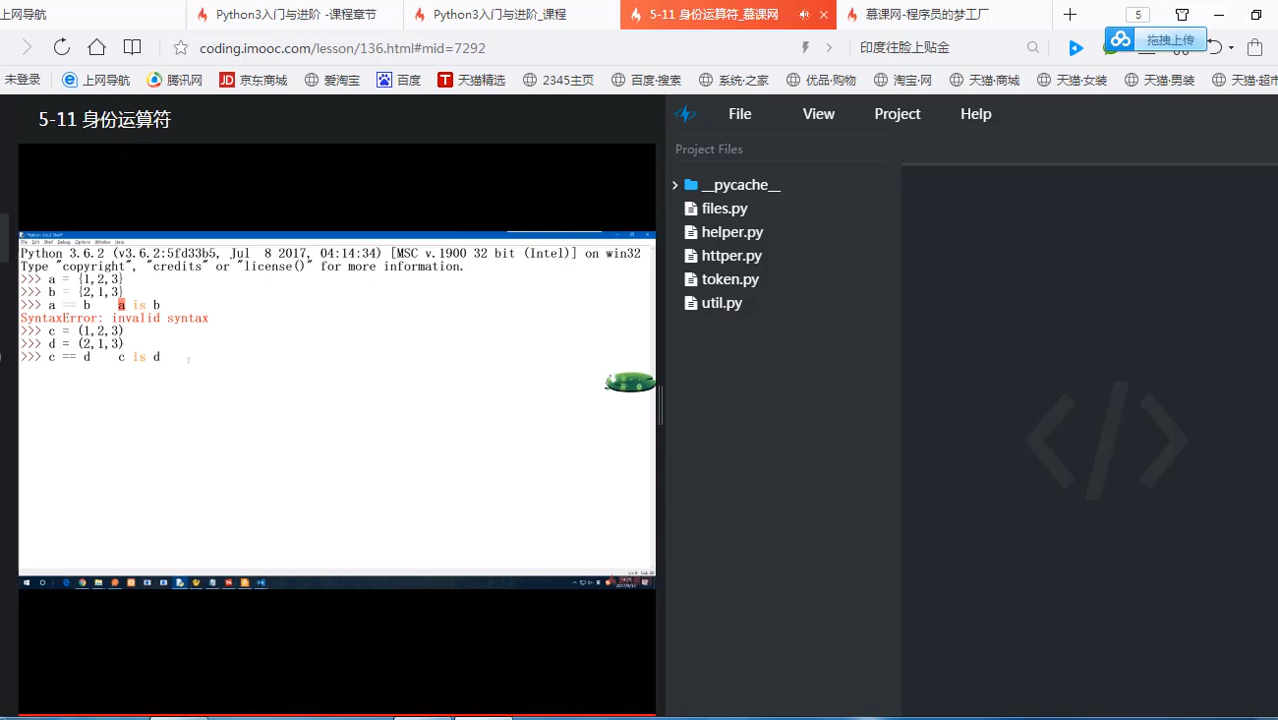 上网导航
Python3入门与进阶 -课程章节
Python3入门与进阶_课程
5-11 身份运算符_慕课网
慕课网-程序员的梦工厂
5
coding.imooc.com/lesson/136.html#mid=7292
印度往脸上贴金
拖拽上传
未登录
上网导航
腾讯网
京东商城
爱淘宝
百度
天猫精选
2345主页
百度·搜索
系统·之家
优品·购物
淘宝·网
天猫·商城
天猫·女装
天猫·男装
天猫·超市
5-11 身份运算符
File
View
Project
Help
Project Files
__pycache__
files.py
helper.py
httper.py
token.py
util.py
File Edit Shell Debug Options Window Help
Python 3.6.2 (v3.6.2:5fd33b5, Jul  8 2017, 04:14:34) [MSC v.1900 32 bit (Intel)] on win32
Type "copyright", "credits" or "license()" for more information.
>>> a = {1,2,3}
>>> b = {2,1,3}
>>> a == b    a is b
SyntaxError: invalid syntax
>>> c = (1,2,3)
>>> d = (2,1,3)
>>> c == d    c is d